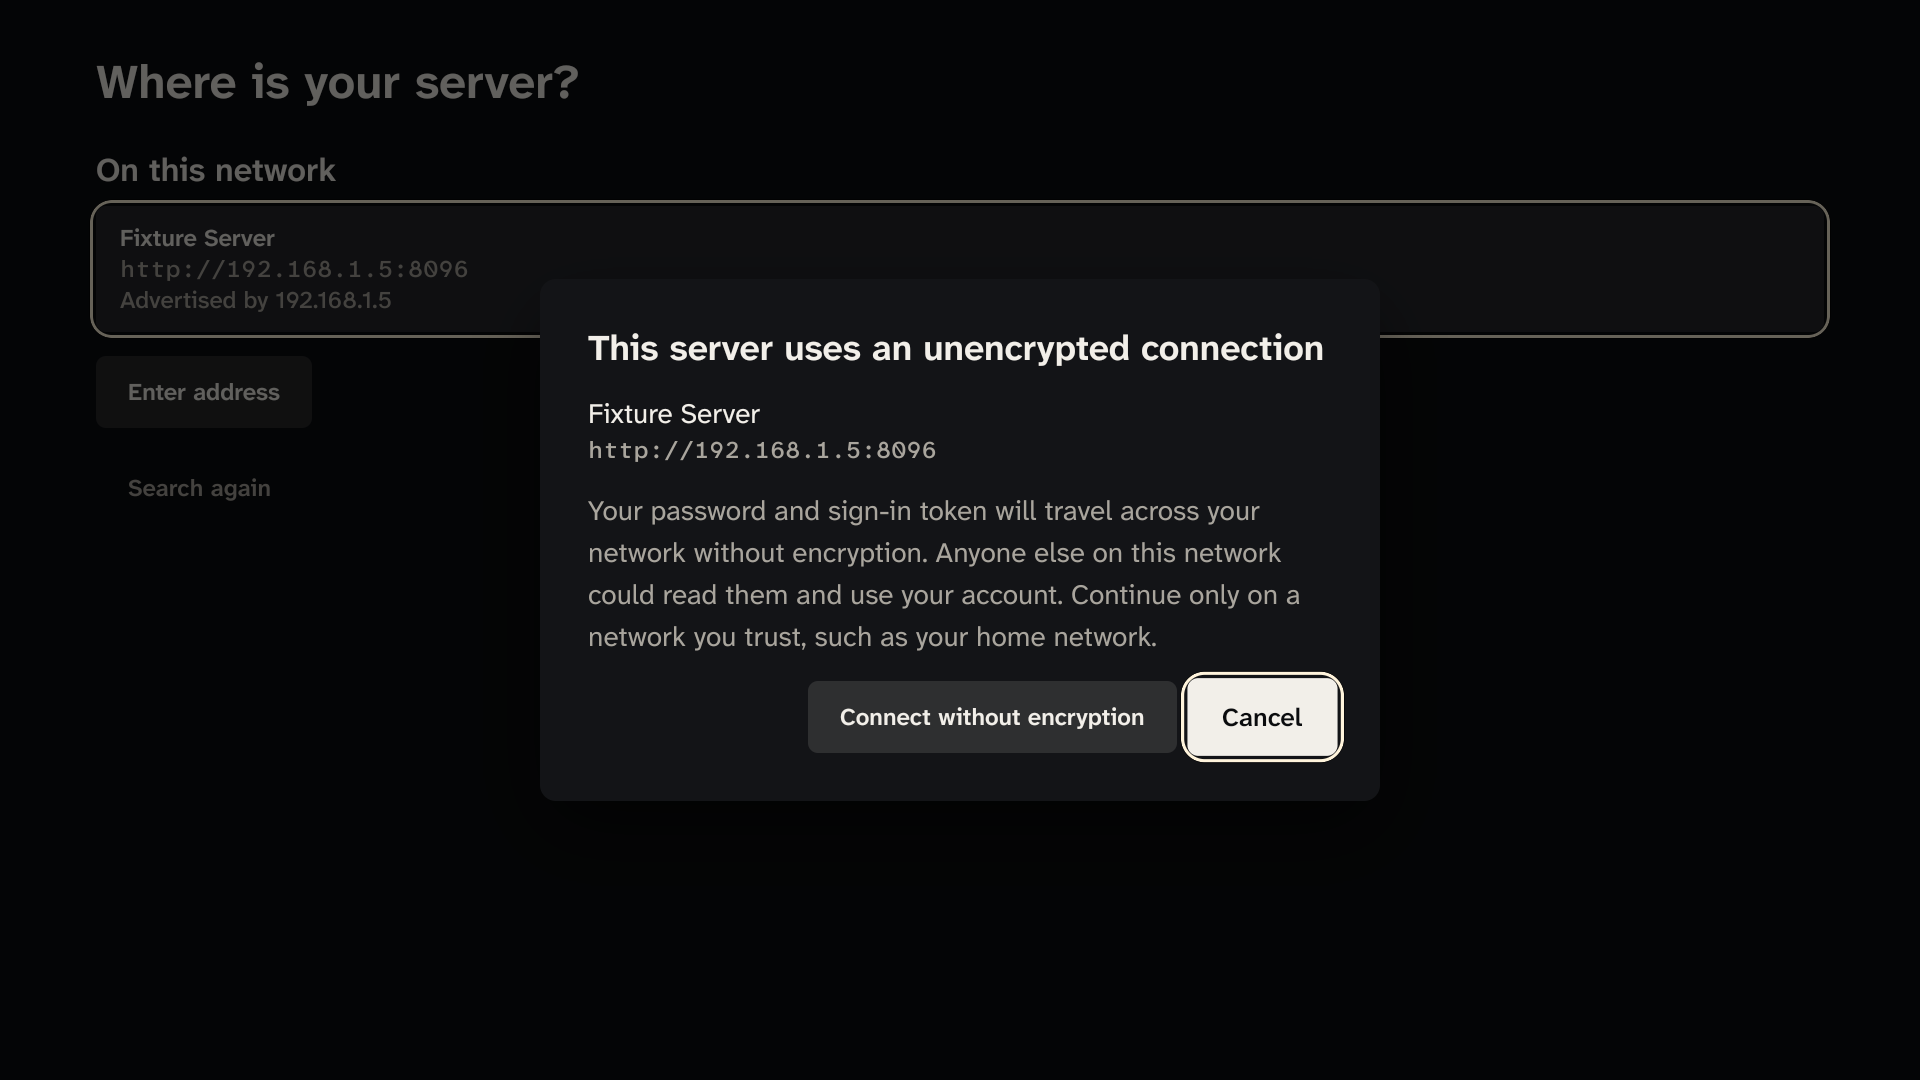 Where is your server?
On this network
Fixture Server
http://192.168.1.5:8096
Advertised by 192.168.1.5
Enter address
Search again
This server uses an unencrypted connection
Fixture Server
http://192.168.1.5:8096
Your password and sign-in token will travel across your
network without encryption. Anyone else on this network
could read them and use your account. Continue only on a
network you trust, such as your home network.
Connect without encryption
Cancel